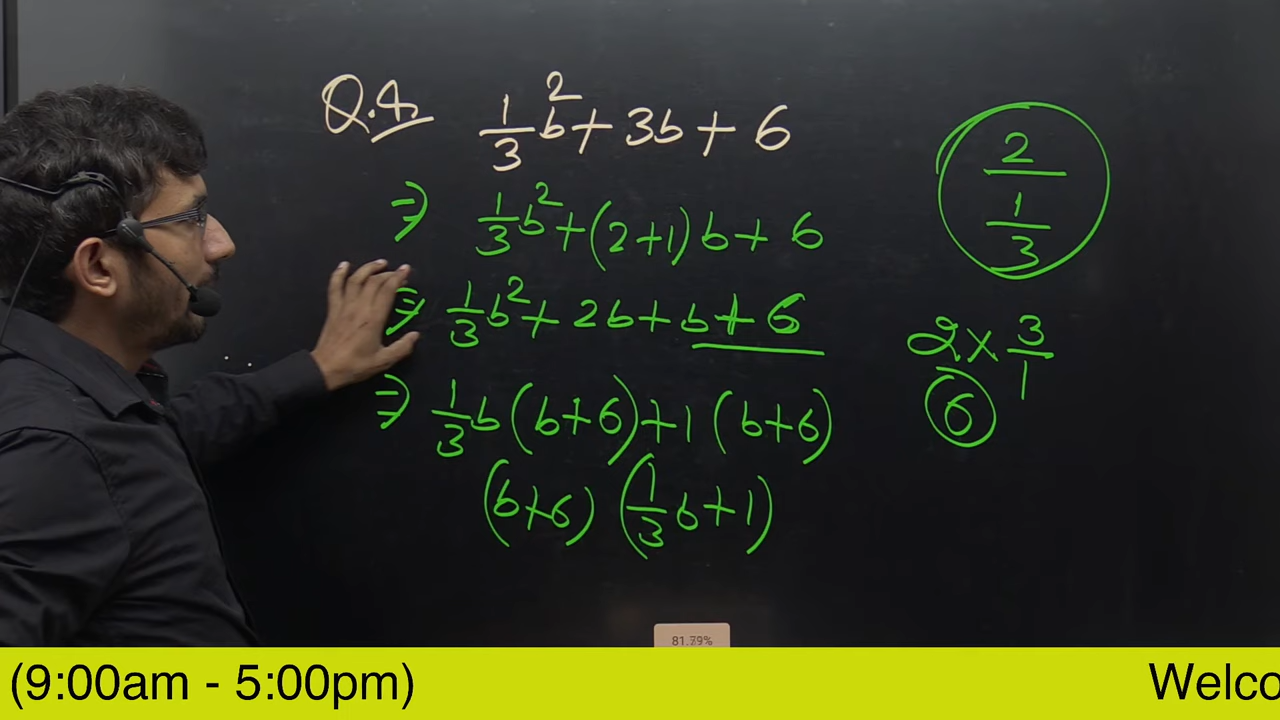 Q.4. 1/3 b² + 3b + 6
⇒ 1/3 b² + (2+1) b + 6
⇒ 1/3 b² + 2b + b + 6
⇒ 1/3 b (b+6) + 1 (b+6)
(b+6) (1/3 b + 1)
2 / (1/3)
2 × 3/1
6
81.79%
(9:00am - 5:00pm) Welco